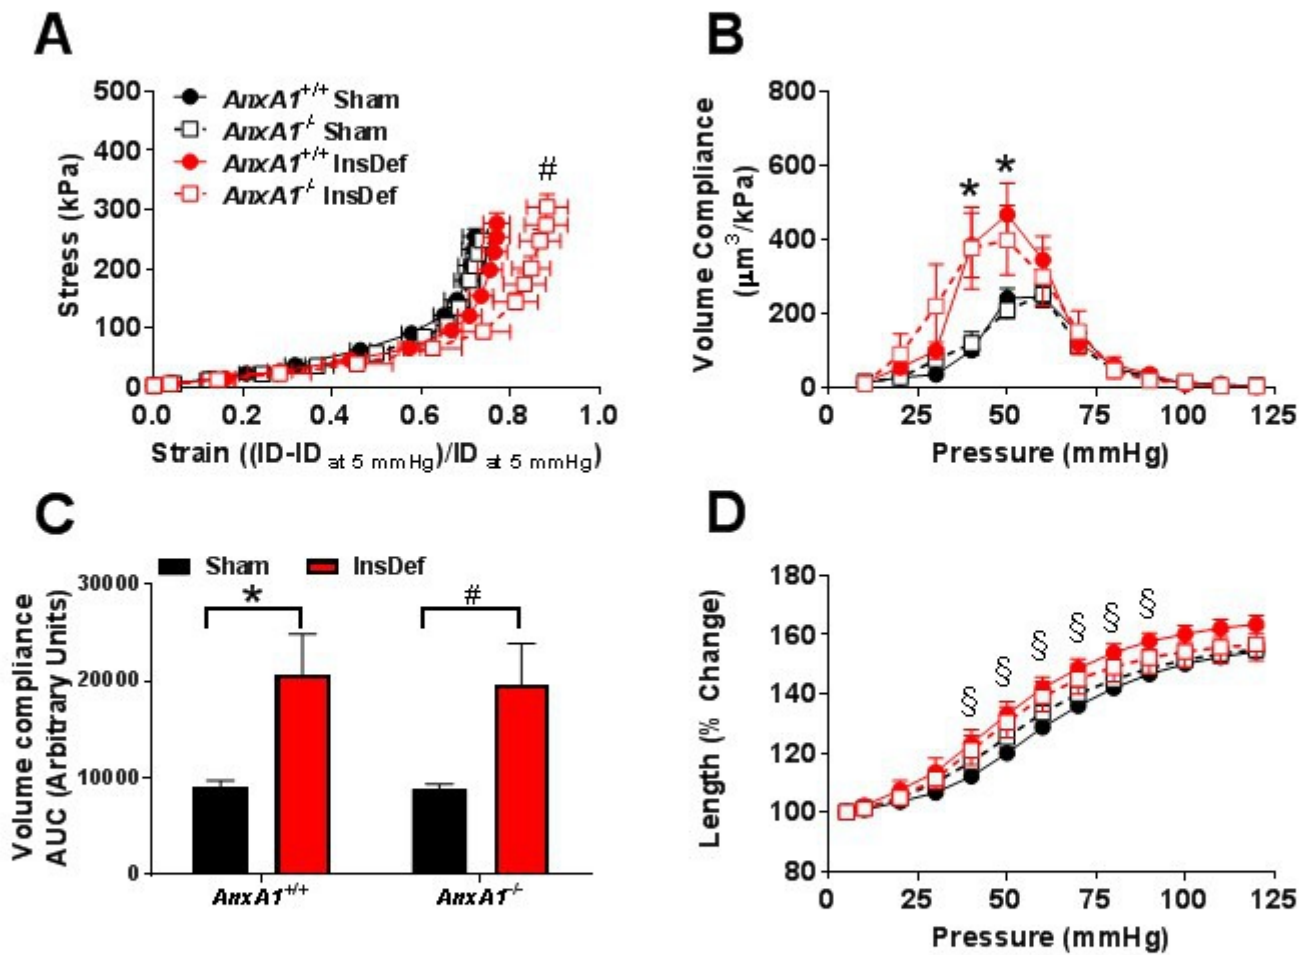 A
500
400
300
200
100
0
Stress (kPa)
AnxA1+/+ Sham
AnxA1-/- Sham
AnxA1+/+ InsDef
AnxA1-/- InsDef
#
0.0 0.2 0.4 0.6 0.8 1.0
Strain ((ID-ID at 5 mmHg)/ID at 5 mmHg)
B
800
600
400
200
0
Volume Compliance
(µm³/kPa)
* *
0 25 50 75 100 125
Pressure (mmHg)
C
Sham InsDef
30000
20000
10000
0
Volume compliance
AUC (Arbitrary Units)
* #
AnxA1+/+ AnxA1-/-
D
180
160
140
120
100
80
Length (% Change)
§ § § § § §
0 25 50 75 100 125
Pressure (mmHg)